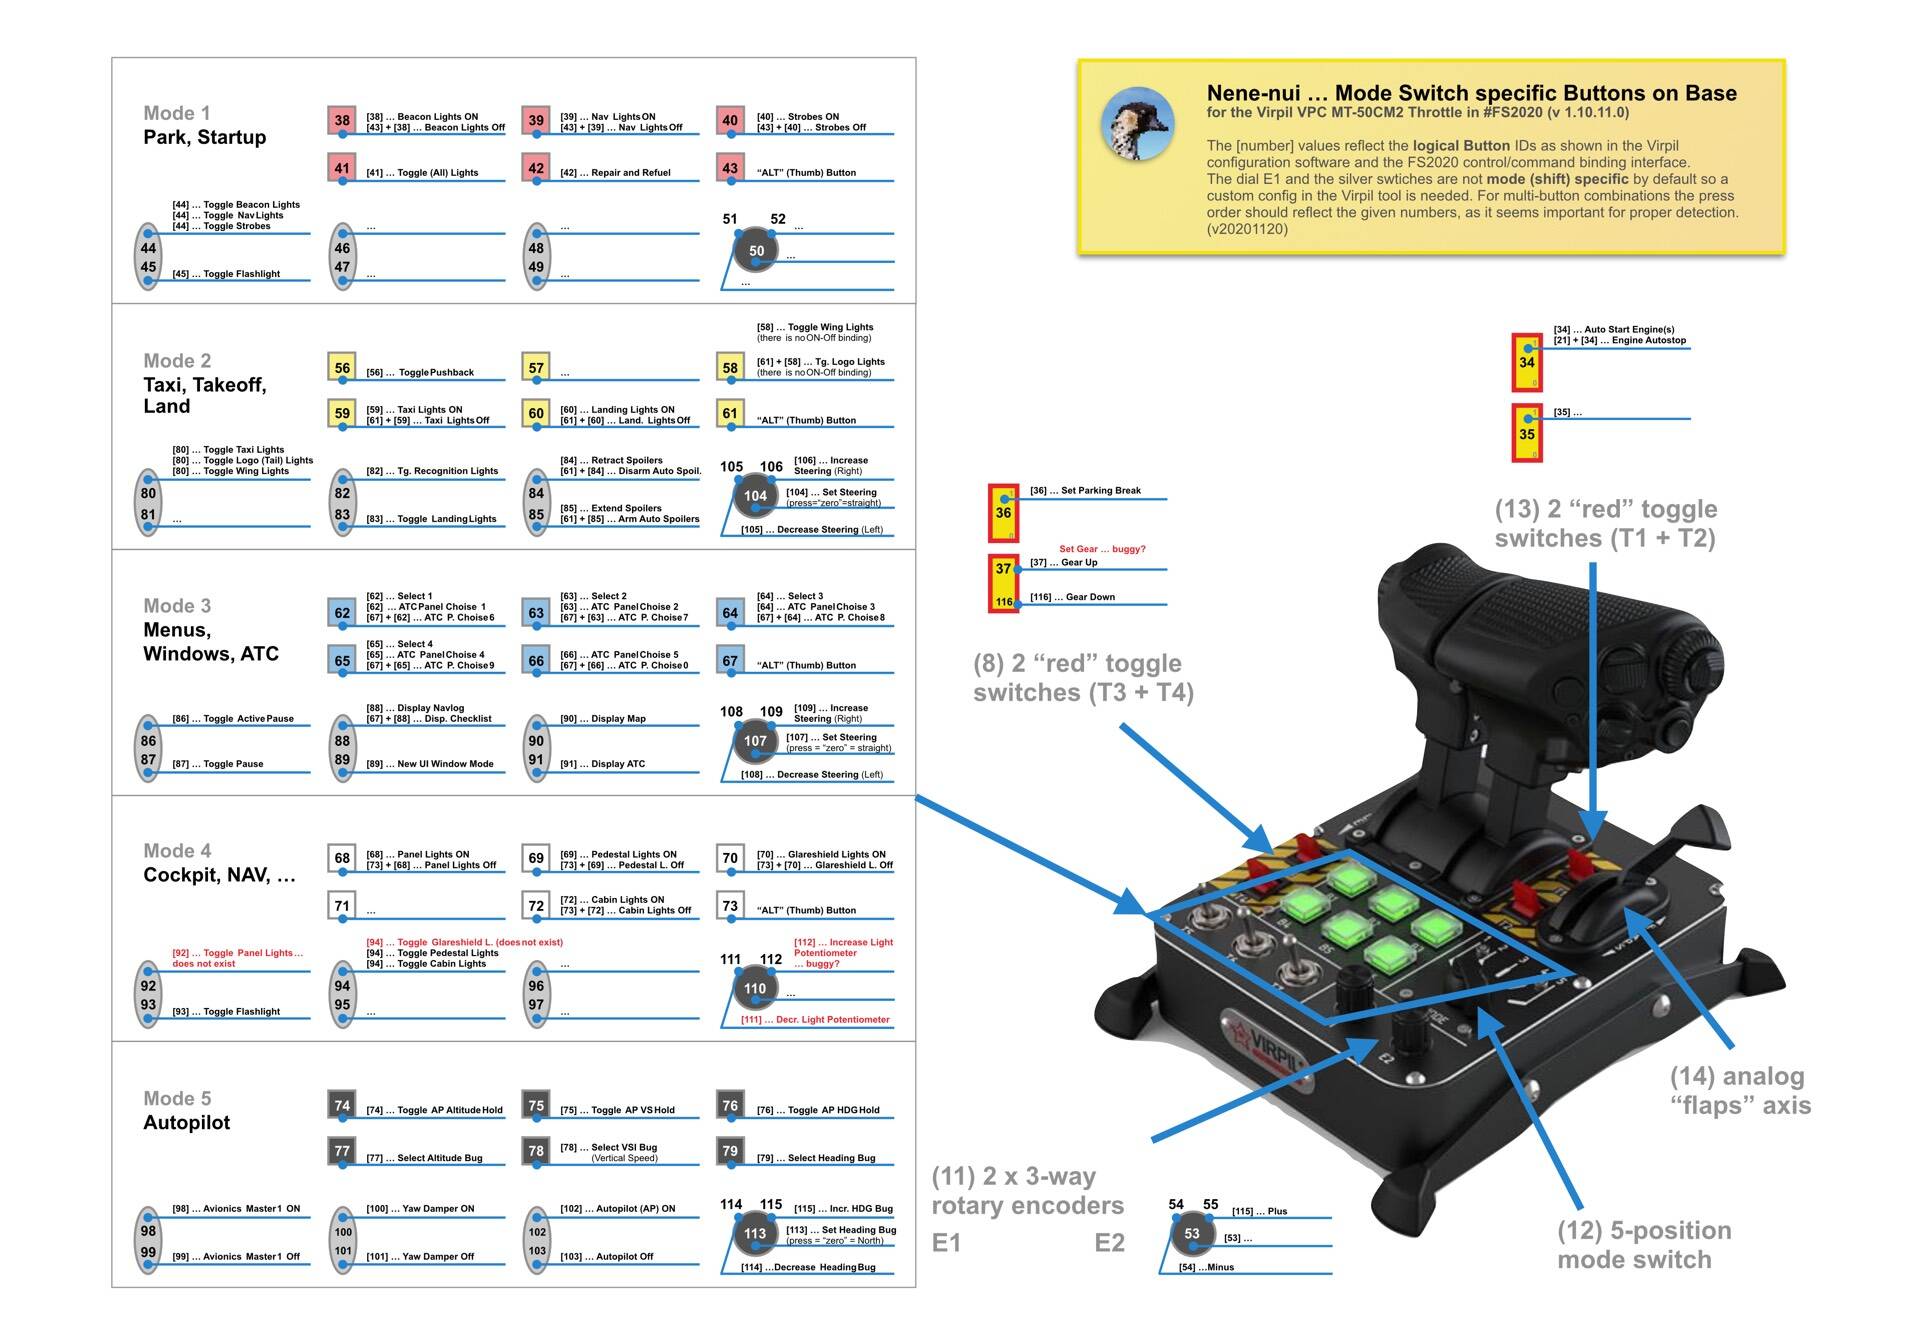 Nene-nui … Mode Switch specific Buttons on Base
for the Virpil VPC MT-50CM2 Throttle in #FS2020 (v 1.10.11.0)
The [number] values reflect the logical Button IDs as shown in the Virpil
configuration software and the FS2020 control/command binding interface.
The dial E1 and the silver swtiches are not mode (shift) specific by default so a
custom config in the Virpil tool is needed. For multi-button combinations the press
order should reflect the given numbers, as it seems important for proper detection.
(v20201120)
Mode 1
Park, Startup
38
[38] … Beacon Lights ON
[43] + [38] … Beacon Lights Off
39
[39] … Nav Lights ON
[43] + [39] … Nav Lights Off
40
[40] … Strobes ON
[43] + [40] … Strobes Off
41
[41] … Toggle (All) Lights
42
[42] … Repair and Refuel
43
“ALT” (Thumb) Button
[44] … Toggle Beacon Lights
[44] … Toggle Nav Lights
[44] … Toggle Strobes
44
45
[45] … Toggle Flashlight
46
…
47
…
48
…
49
…
51
52
…
50
…
…
Mode 2
Taxi, Takeoff,
Land
56
[56] … Toggle Pushback
57
…
[58] … Toggle Wing Lights
(there is no ON-Off binding)
58
[61] + [58] … Tg. Logo Lights
(there is no ON-Off binding)
59
[59] … Taxi Lights ON
[61] + [59] … Taxi Lights Off
60
[60] … Landing Lights ON
[61] + [60] … Land. Lights Off
61
“ALT” (Thumb) Button
[80] … Toggle Taxi Lights
[80] … Toggle Logo (Tail) Lights
[80] … Toggle Wing Lights
80
81
…
[82] … Tg. Recognition Lights
82
83
[83] … Toggle Landing Lights
[84] … Retract Spoilers
[61] + [84] … Disarm Auto Spoil.
84
85
[85] … Extend Spoilers
[61] + [85] … Arm Auto Spoilers
105
106
[106] … Increase
Steering (Right)
104
[104] … Set Steering
(press=“zero”=straight)
[105] … Decrease Steering (Left)
Mode 3
Menus,
Windows, ATC
62
[62] … Select 1
[62] … ATC Panel Choise 1
[67] + [62] … ATC P. Choise 6
63
[63] … Select 2
[63] … ATC Panel Choise 2
[67] + [63] … ATC P. Choise 7
64
[64] … Select 3
[64] … ATC Panel Choise 3
[67] + [64] … ATC P. Choise 8
65
[65] … Select 4
[65] … ATC Panel Choise 4
[67] + [65] … ATC P. Choise 9
66
[66] … ATC Panel Choise 5
[67] + [66] … ATC P. Choise 0
67
“ALT” (Thumb) Button
[86] … Toggle Active Pause
86
87
[87] … Toggle Pause
[88] … Display Navlog
[67] + [88] … Disp. Checklist
88
89
[89] … New UI Window Mode
[90] … Display Map
90
91
[91] … Display ATC
108
109
[109] … Increase
Steering (Right)
107
[107] … Set Steering
(press = “zero” = straight)
[108] … Decrease Steering (Left)
Mode 4
Cockpit, NAV, …
68
[68] … Panel Lights ON
[73] + [68] … Panel Lights Off
69
[69] … Pedestal Lights ON
[73] + [69] … Pedestal L. Off
70
[70] … Glareshield Lights ON
[73] + [70] … Glareshield L. Off
71
…
72
[72] … Cabin Lights ON
[73] + [72] … Cabin Lights Off
73
“ALT” (Thumb) Button
[92] … Toggle Panel Lights …
does not exist
92
93
[93] … Toggle Flashlight
[94] … Toggle Glareshield L. (does not exist)
[94] … Toggle Pedestal Lights
[94] … Toggle Cabin Lights
94
95
…
…
96
97
…
111
112
[112] … Increase Light
Potentiometer
… buggy?
110
…
[111] … Decr. Light Potentiometer
Mode 5
Autopilot
74
[74] … Toggle AP Altitude Hold
75
[75] … Toggle AP VS Hold
76
[76] … Toggle AP HDG Hold
77
[77] … Select Altitude Bug
78
[78] … Select VSI Bug
(Vertical Speed)
79
[79] … Select Heading Bug
[98] … Avionics Master1 ON
98
99
[99] … Avionics Master1 Off
[100] … Yaw Damper ON
100
101
[101] … Yaw Damper Off
[102] … Autopilot (AP) ON
102
103
[103] … Autopilot Off
114
115
[115] … Incr. HDG Bug
113
[113] … Set Heading Bug
(press = “zero” = North)
[114] …Decrease Heading Bug
[34] … Auto Start Engine(s)
[21] + [34] … Engine Autostop
1
34
0
[35] …
1
35
0
(13) 2 “red” toggle
switches (T1 + T2)
[36] … Set Parking Break
1
36
0
Set Gear … buggy?
37
[37] … Gear Up
116
[116] … Gear Down
(8) 2 “red” toggle
switches (T3 + T4)
VIRPIL
E2
(14) analog
“flaps” axis
(11) 2 x 3-way
rotary encoders
E1
E2
54
55
[115] … Plus
53
[53] …
[54] …Minus
(12) 5-position
mode switch